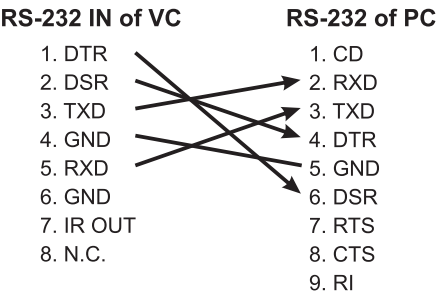 RS-232 IN of VC
1. DTR
2. DSR
3. TXD
4. GND
5. RXD
6. GND
7. IR OUT
8. N.C.
RS-232 of PC
1. CD
2. RXD
3. TXD
4. DTR
5. GND
6. DSR
7. RTS
8. CTS
9. RI